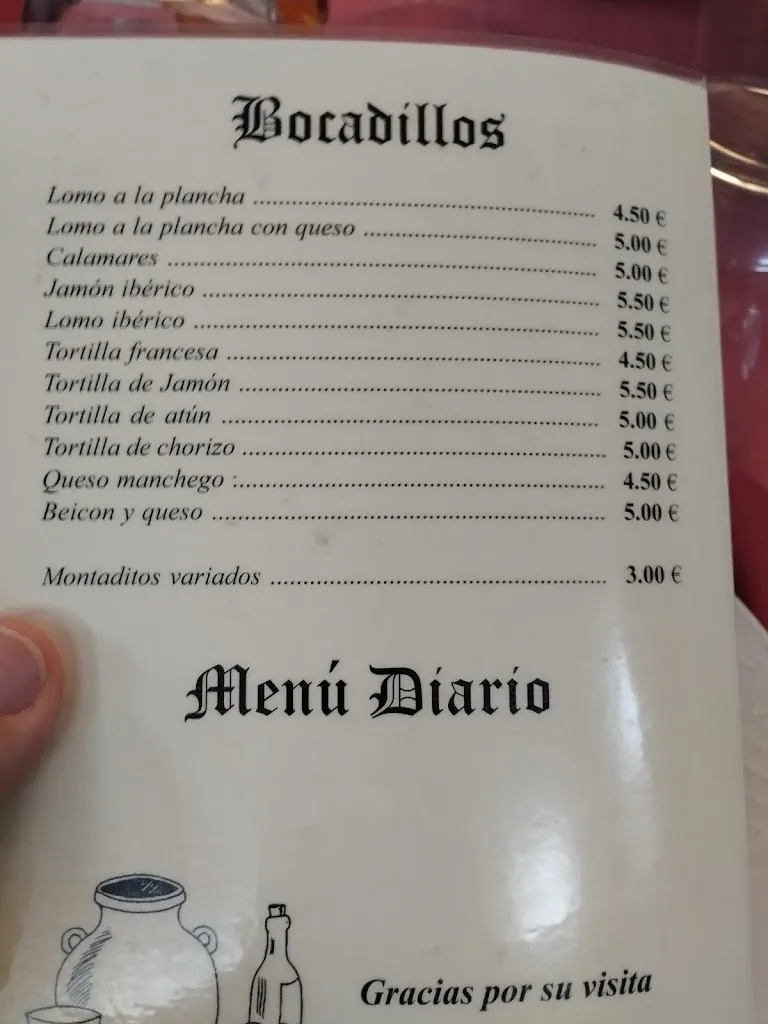 Bocadillos
Lomo a la plancha ........................ 4.50 €
Lomo a la plancha con queso ........................ 5.00 €
Calamares ........................ 5.00 €
Jamón ibérico ........................ 5.50 €
Lomo ibérico ........................ 5.50 €
Tortilla francesa ........................ 4.50 €
Tortilla de Jamón ........................ 5.50 €
Tortilla de atún ........................ 5.00 €
Tortilla de chorizo ........................ 5.00 €
Queso manchego :........................ 4.50 €
Beicon y queso ........................ 5.00 €
Montaditos variados ........................ 3.00 €
Menú Diario
Gracias por su visita